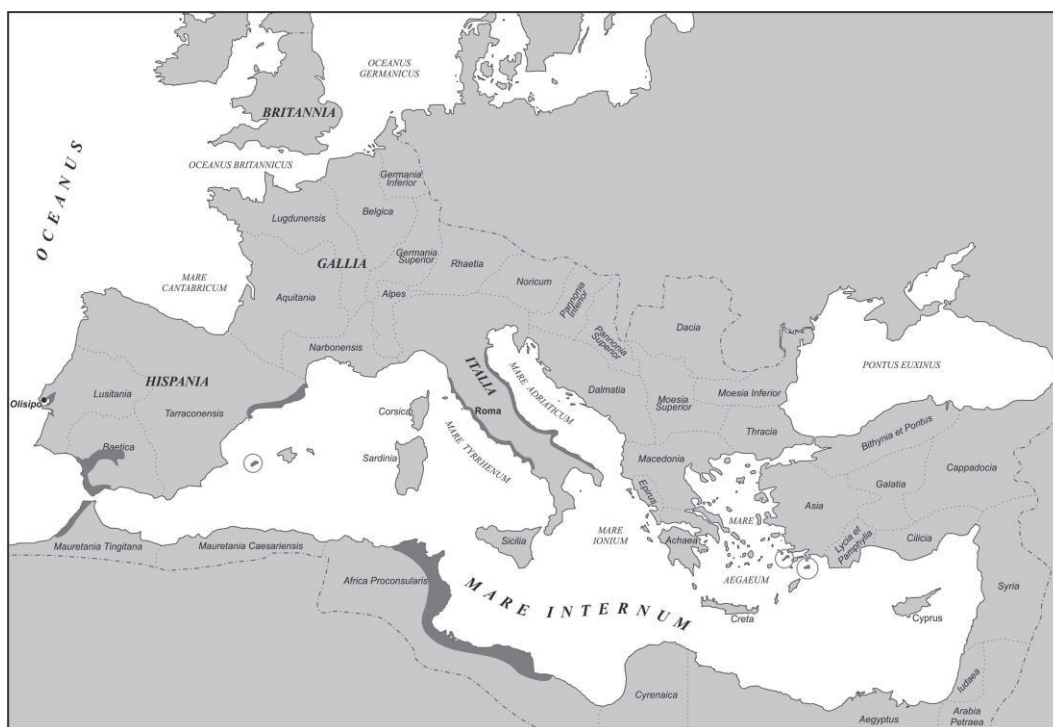 OCEANUS
GERMANICUS
BRITANNIA
OCEANUS BRITANNICUS
OCEANUS
Germania
Inferior
Belgica
Lugdunensis
GALLIA
Germania
Superior
Rhaetia
Noricum
Pannonia
Inferior
Pannonia
Superior
Dacia
MARE
CANTABRICUM
Aquitania
Alpes
Narbonensis
PONTUS EUXINUS
HISPANIA
Lusitania
Olisipo
Tarraconensis
Baetica
ITALIA
Roma
MARE ADRIATICUM
Dalmatia
Moesia
Superior
Moesia Inferior
Thracia
Corsica
Sardinia
MARE TYRRHENUM
Macedonia
Epirus
Bithynia et Pontus
Cappadocia
Galatia
Asia
MARE
AEGAEUM
Lycia et
Pamphylia
Cilicia
MARE
IONIUM
Achaea
Sicilia
Mauretania Tingitana
Mauretania Caesariensis
Africa Proconsularis
MARE INTERNUM
Creta
Cyprus
Syria
Iudaea
Cyrenaica
Aegyptus
Arabia
Petraea